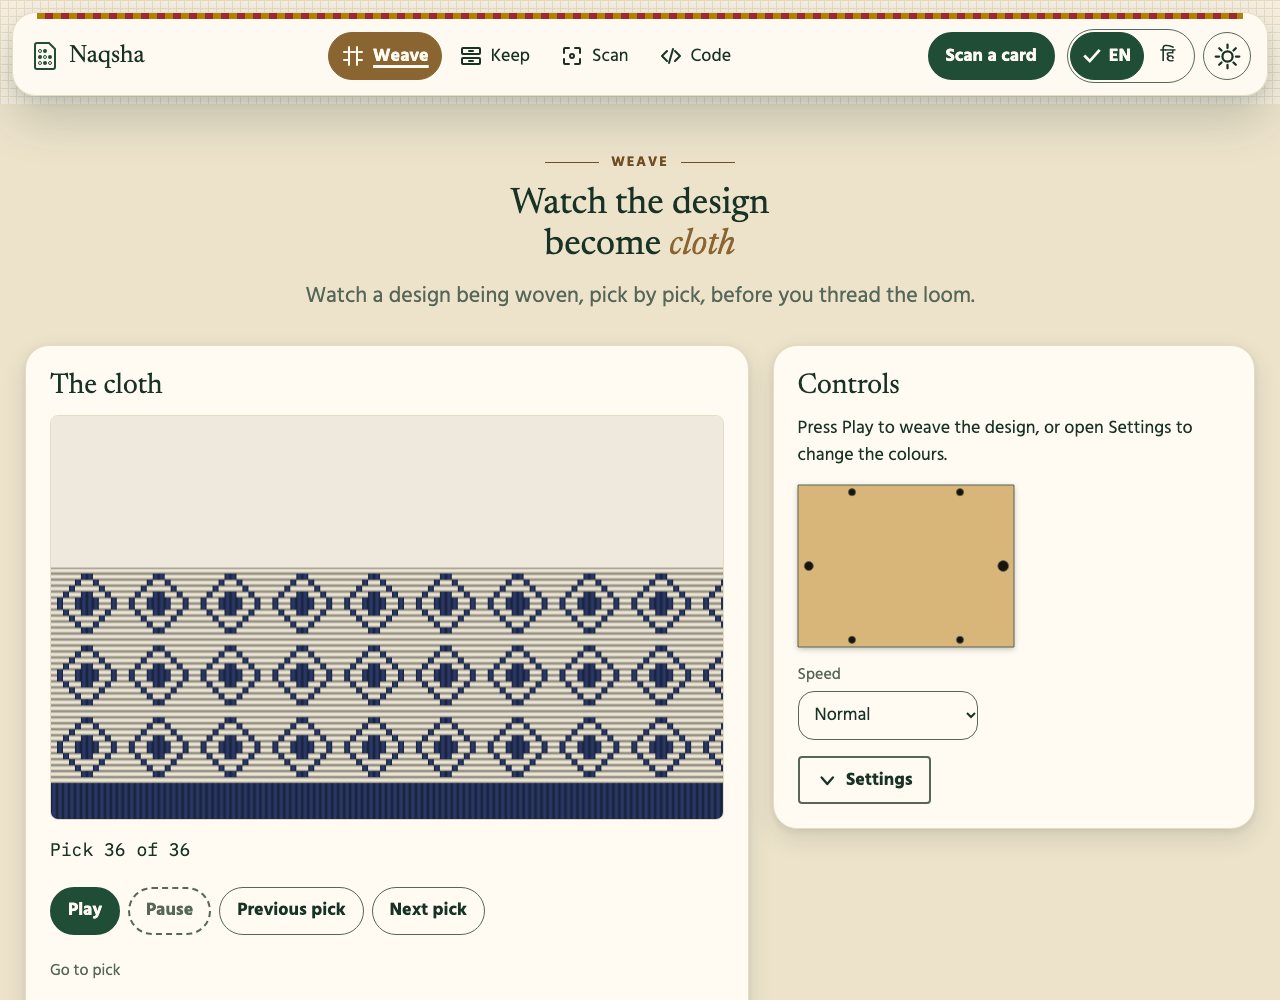 Naqsha
Weave
Keep
Scan
Code
Scan a card
EN
हि
WEAVE
Watch the design
become cloth
Watch a design being woven, pick by pick, before you thread the loom.
The cloth
Pick 36 of 36
Play
Pause
Previous pick
Next pick
Go to pick
Controls
Press Play to weave the design, or open Settings to
change the colours.
Speed
Normal
Settings